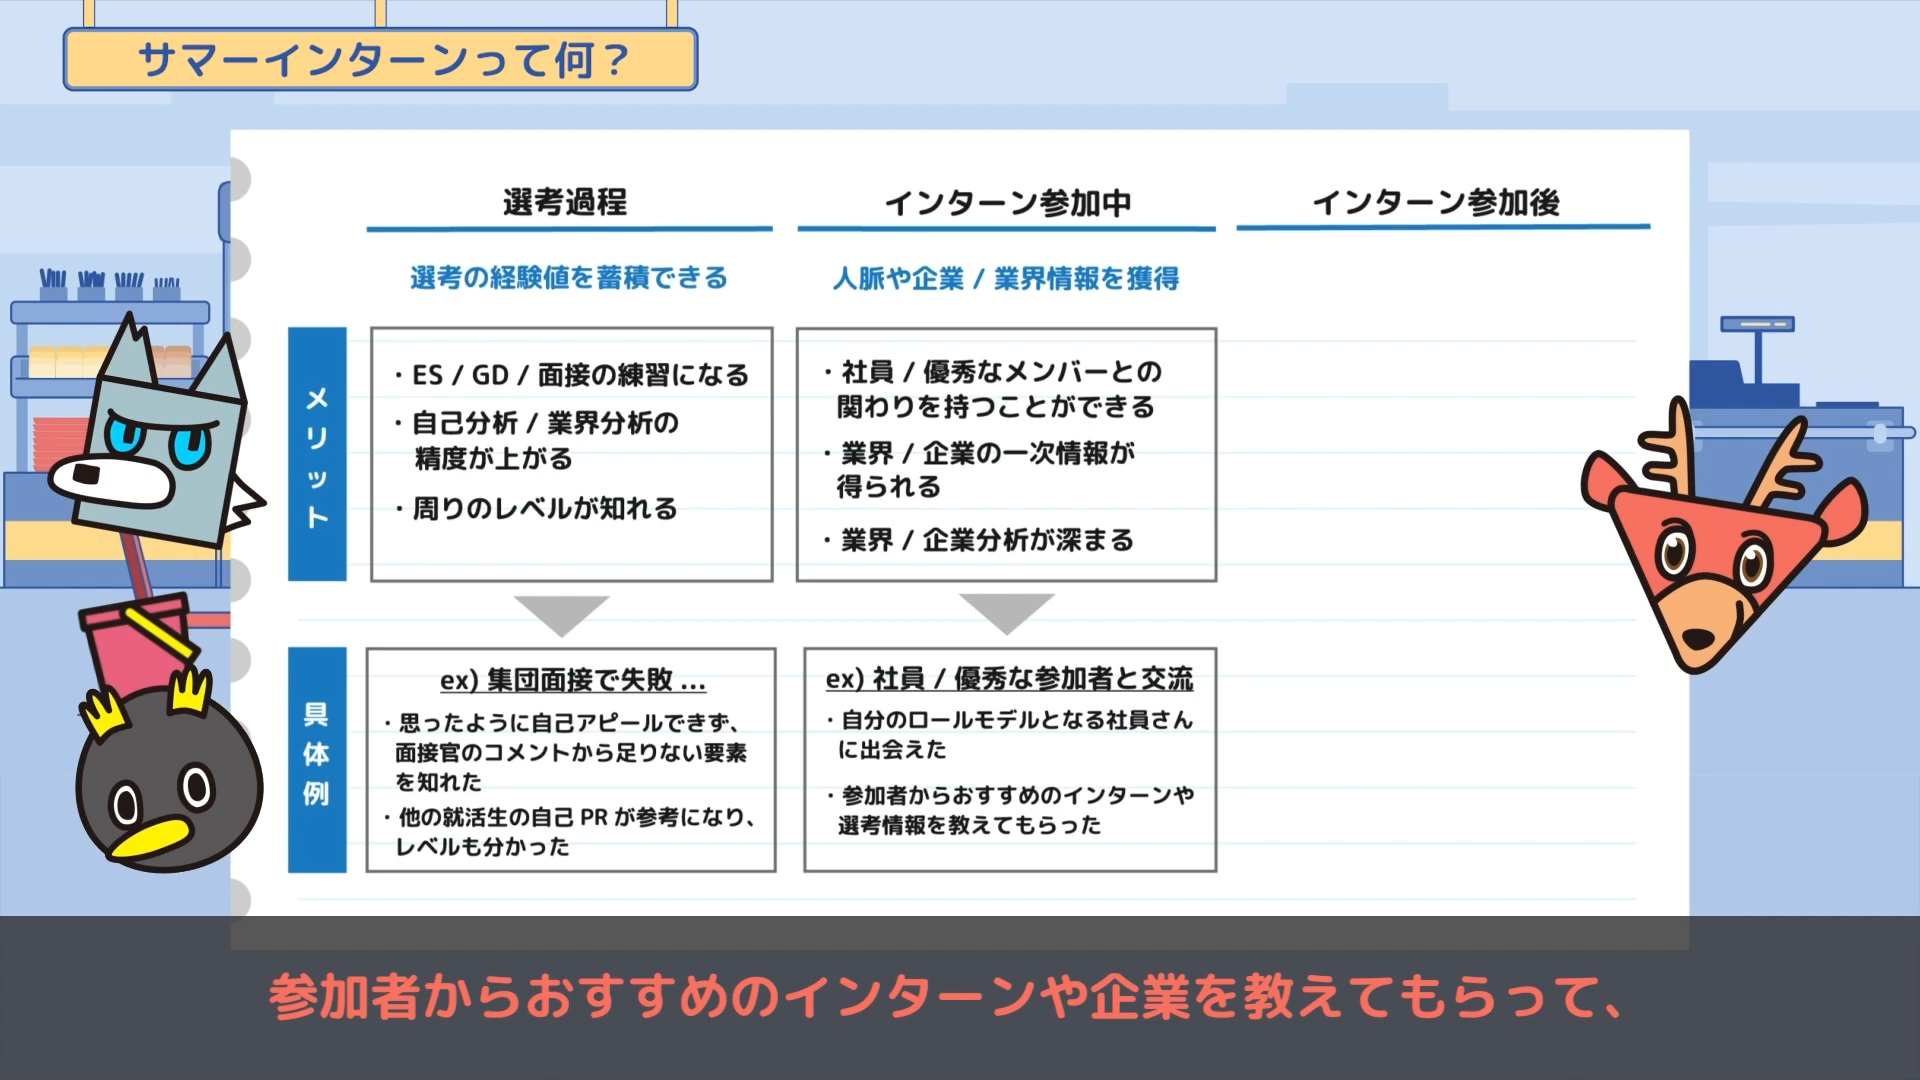 サマーインターンって何？
選考過程
インターン参加中
インターン参加後
選考の経験値を蓄積できる
人脈や企業 / 業界情報を獲得
メリット
・ES / GD / 面接の練習になる
・自己分析 / 業界分析の
精度が上がる
・周りのレベルが知れる
・社員 / 優秀なメンバーとの
関わりを持つことができる
・業界 / 企業の一次情報が
得られる
・業界 / 企業分析が深まる
具体例
ex) 集団面接で失敗 ...
・思ったように自己アピールできず、
面接官のコメントから足りない要素
を知れた
・他の就活生の自己 PR が参考になり、
レベルも分かった
ex) 社員 / 優秀な参加者と交流
・自分のロールモデルとなる社員さん
に出会えた
・参加者からおすすめのインターンや
選考情報を教えてもらった
参加者からおすすめのインターンや企業を教えてもらって、